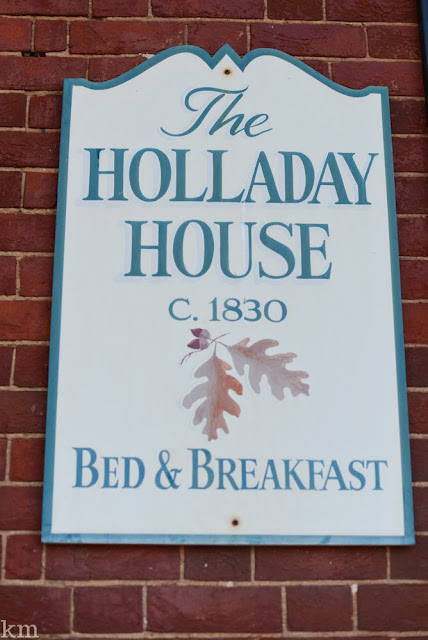 The
HOLLADAY
HOUSE
C. 1830
BED & BREAKFAST
km